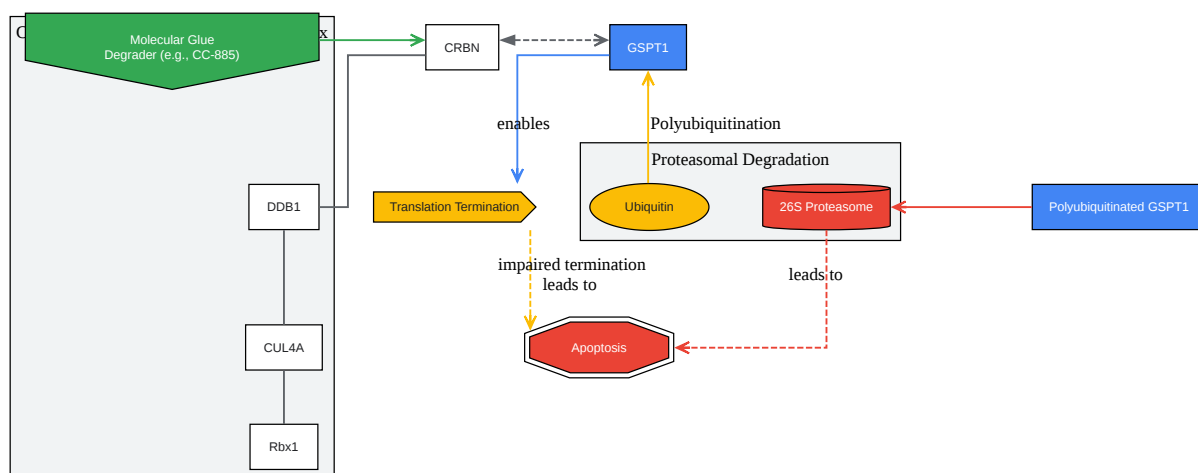 Molecular Glue
Degrader (e.g., CC-885)
CRBN
GSPT1
enables
Polyubiquitination
Proteasomal Degradation
DDB1
Translation Termination
Ubiquitin
26S Proteasome
Polyubiquitinated GSPT1
impaired termination
leads to
leads to
CUL4A
Apoptosis
Rbx1